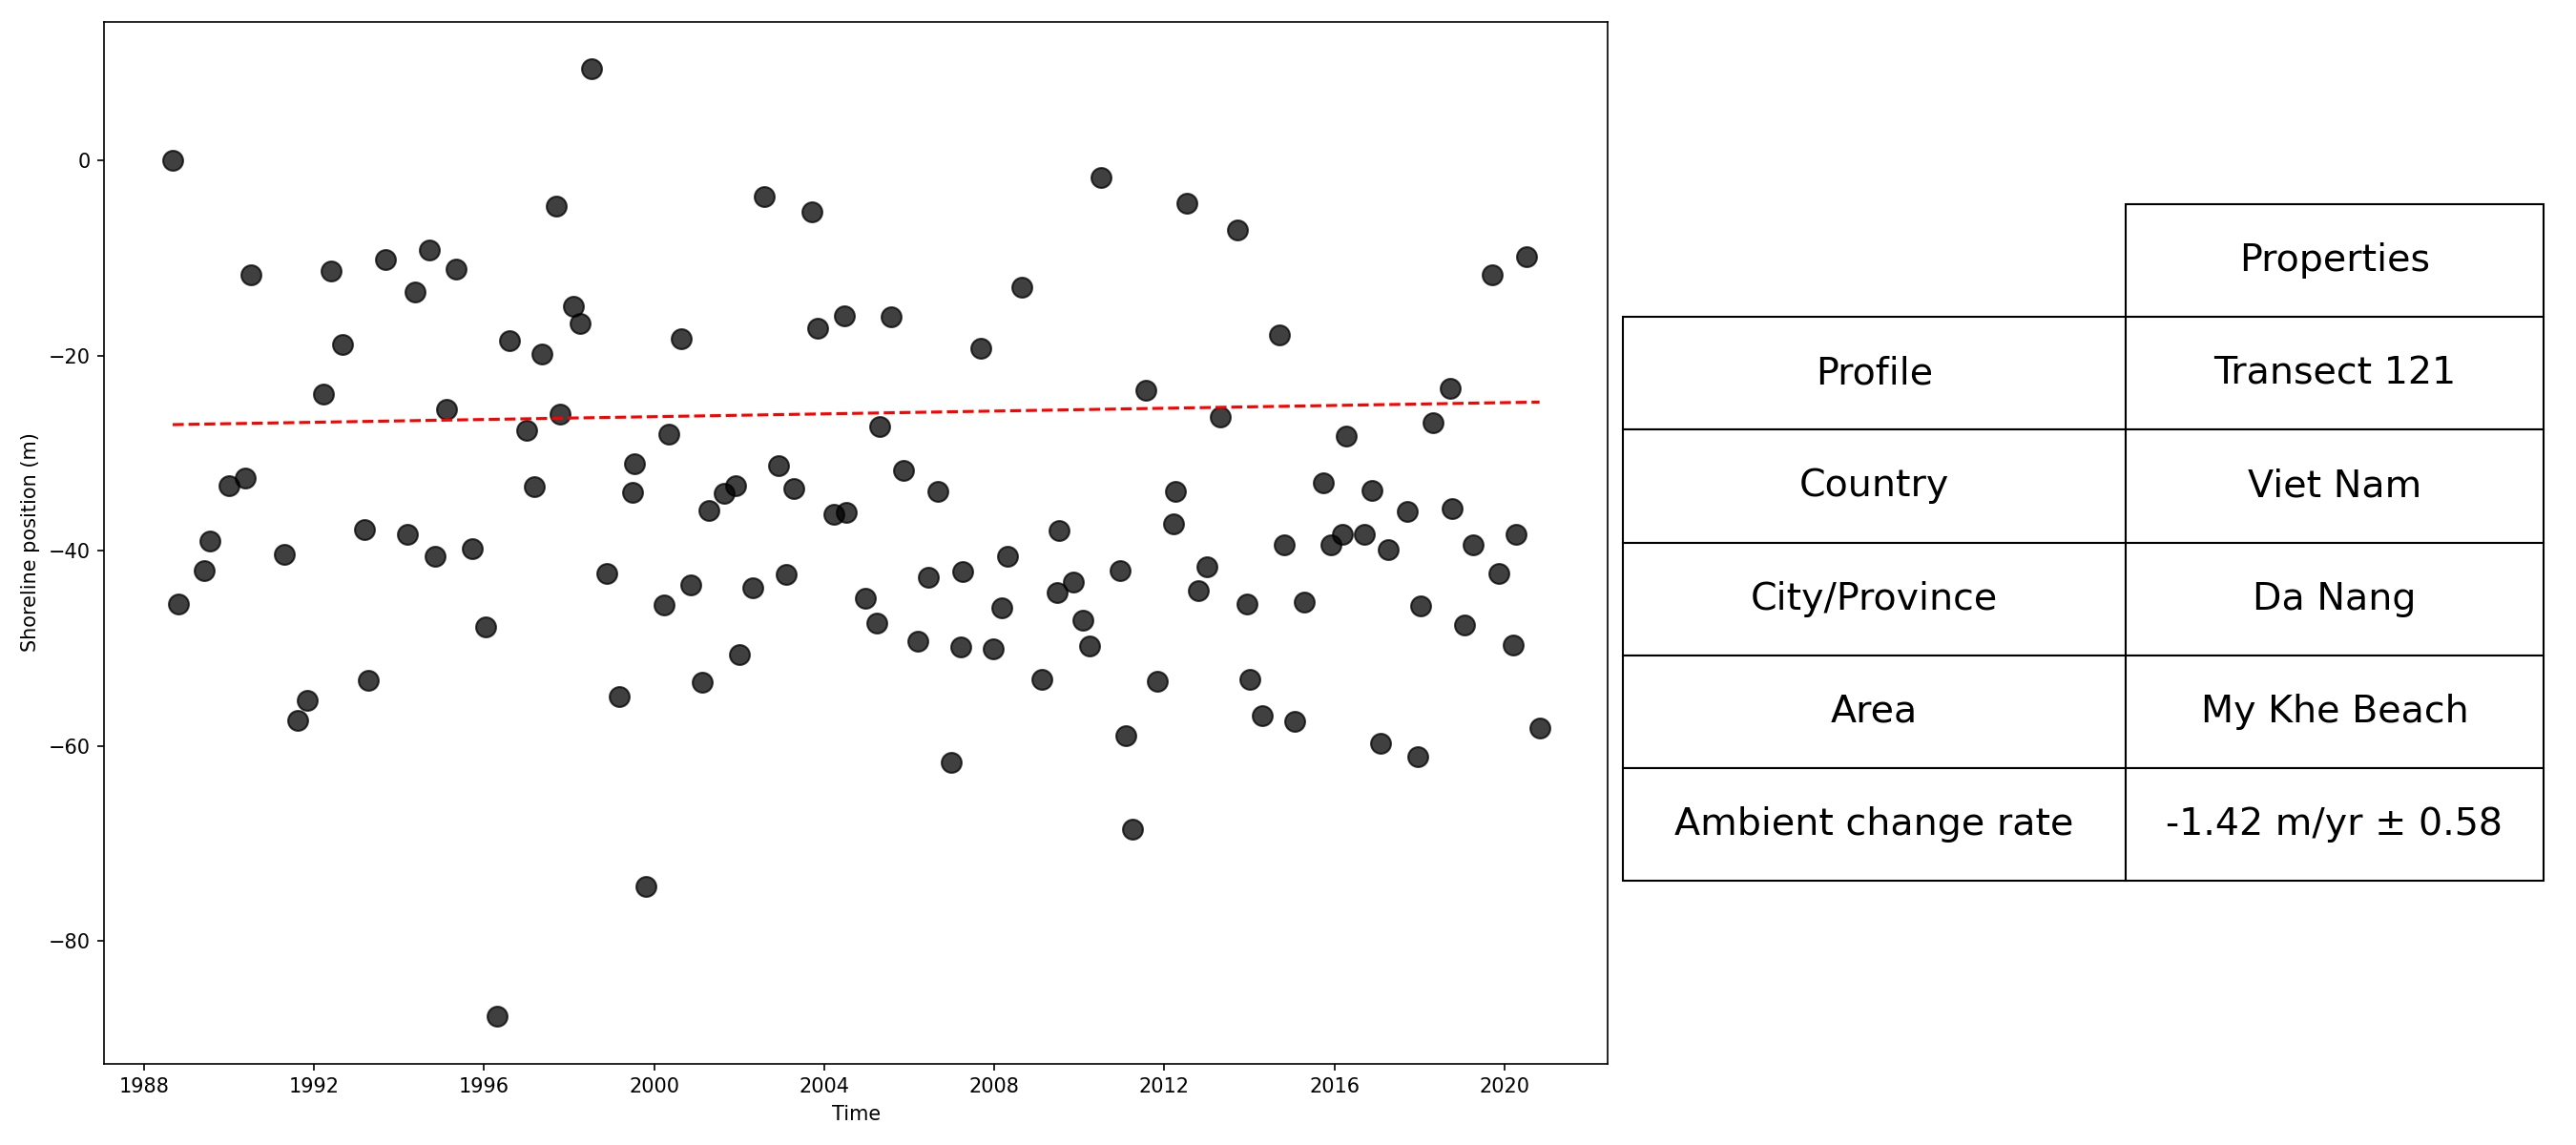 0
−20
−40
−60
−80
Shoreline position (m)
1988 1992 1996 2000 2004 2008 2012 2016 2020
Time
Properties
Profile Transect 121
Country Viet Nam
City/Province Da Nang
Area My Khe Beach
Ambient change rate -1.42 m/yr ± 0.58